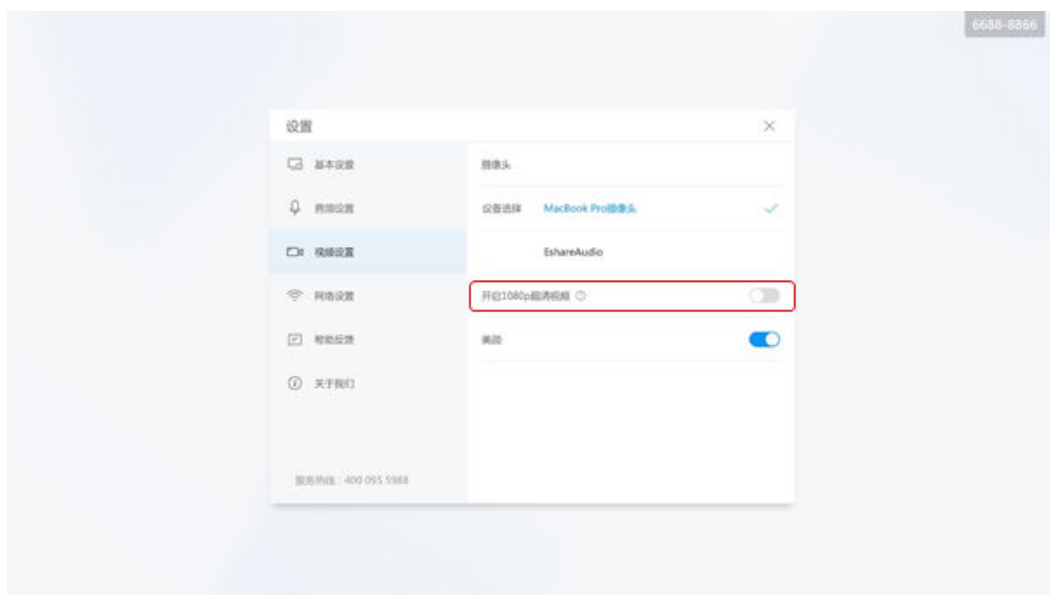 6688-8866
设置
基本设置
摄像头
音频设置
设备选择 MacBook Pro摄像头
视频设置
EshareAudio
网络设置
开启1080p超清视频
帮助反馈
美颜
关于我们
服务热线：400 095 5988